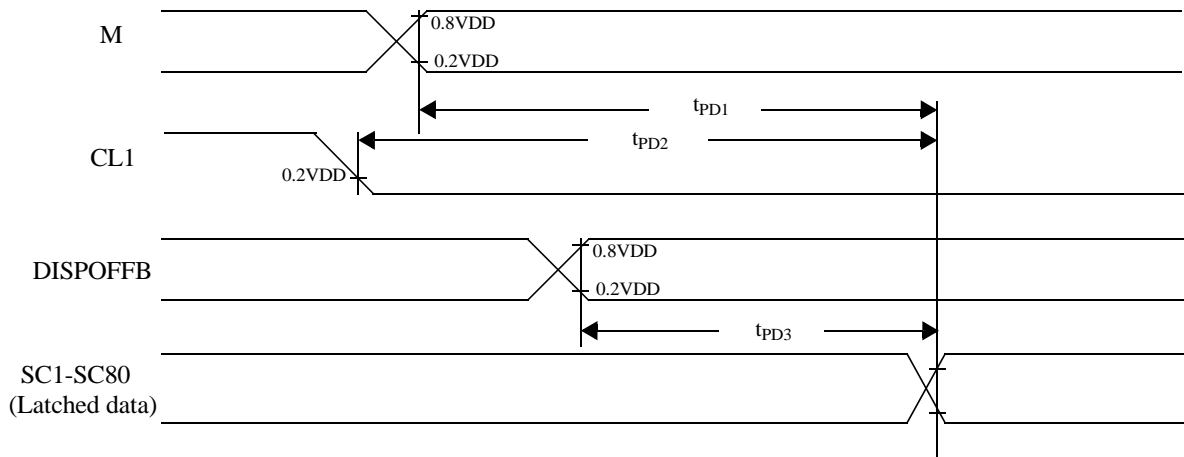 M
0.8VDD
0.2VDD
tPD1
CL1
tPD2
0.2VDD
DISPOFFB
0.8VDD
0.2VDD
tPD3
SC1-SC80
(Latched data)